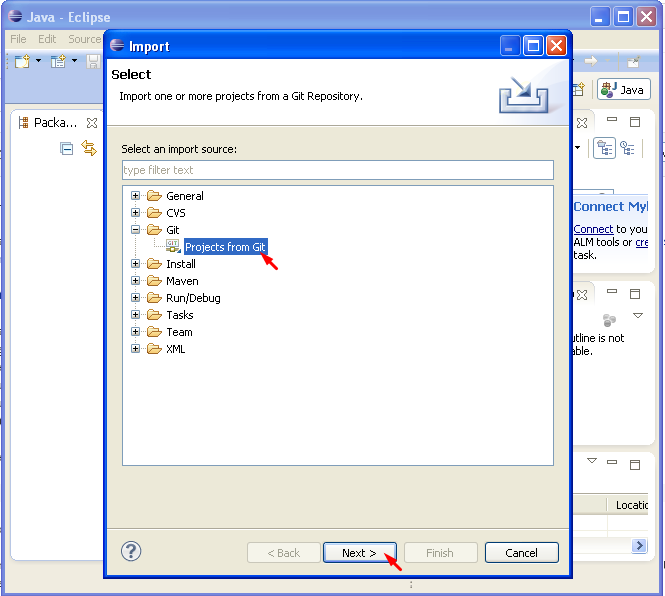 Java - Eclipse
File Edit Source
Java
Packa...
Import
Select
Import one or more projects from a Git Repository.
Select an import source:
type filter text
General
CVS
Git
GIT
Projects from Git
Install
Maven
Run/Debug
Tasks
Team
XML
< Back
Next >
Finish
Cancel
?
Connect Myl
Connect to you
ALM tools or cre
task.
utline is not
ble.
Locatio